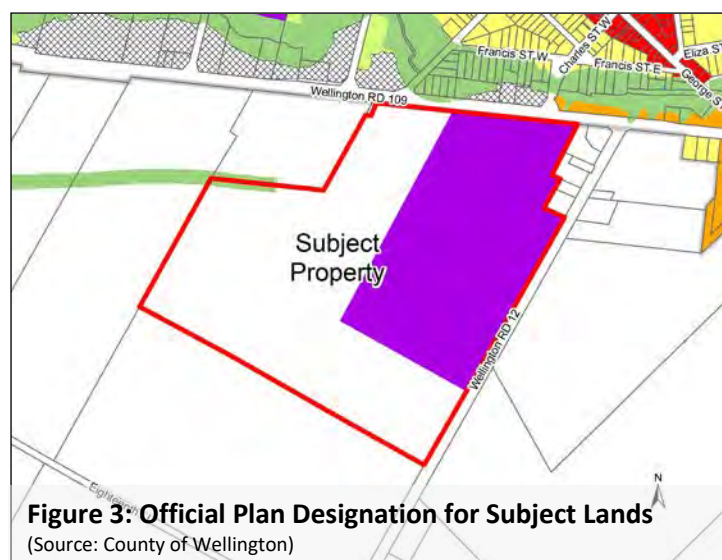 Francis ST.W
Charles ST.W
Francis ST.E
Eliza ST
George ST
Wellington RD 109
Subject
Property
Wellington RD 12
N
Figure 3: Official Plan Designation for Subject Lands
(Source: County of Wellington)